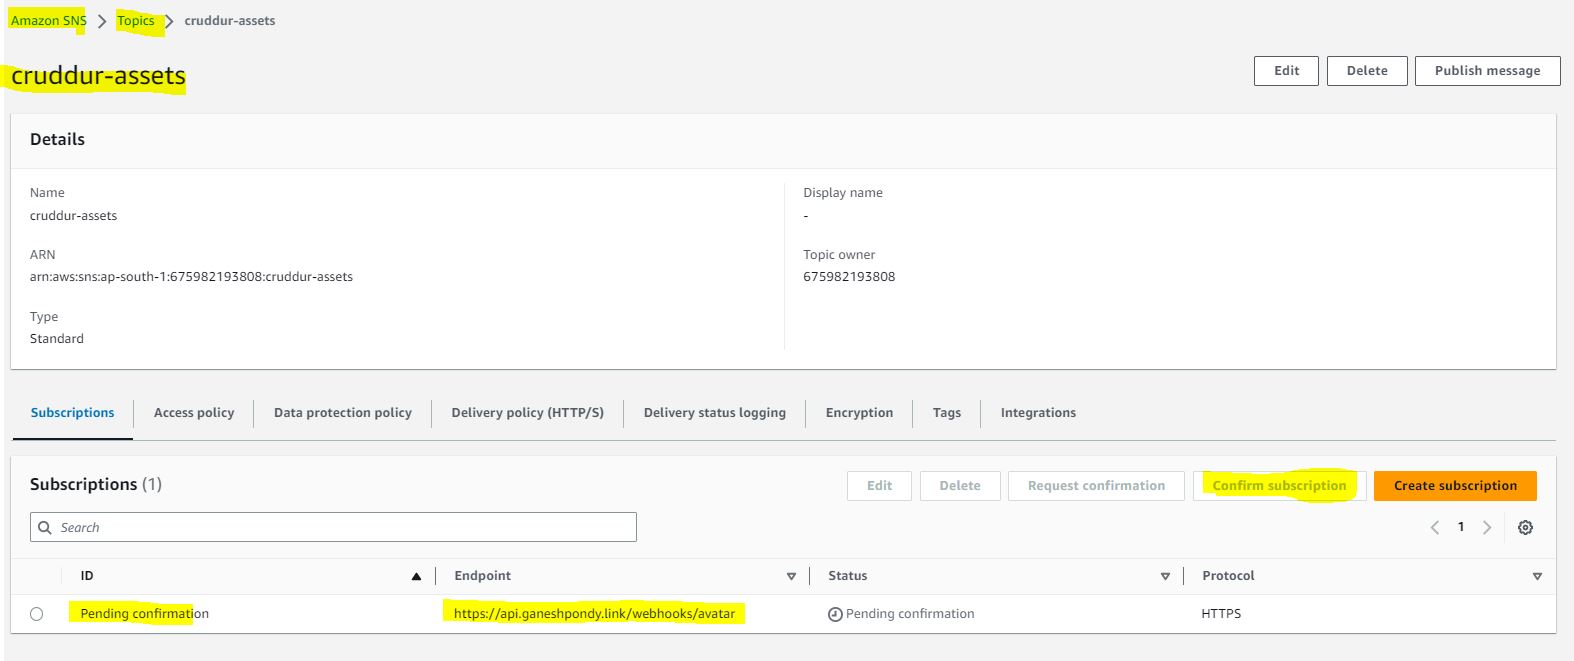 Amazon SNS > Topics > cruddur-assets
cruddur-assets
Edit Delete Publish message
Details
Name Display name
cruddur-assets -
ARN Topic owner
arn:aws:sns:ap-south-1:675982193808:cruddur-assets 675982193808
Type
Standard
Subscriptions Access policy Data protection policy Delivery policy (HTTP/S) Delivery status logging Encryption Tags Integrations
Subscriptions (1) Edit Delete Request confirmation Confirm subscription Create subscription
Search < 1 >
ID Endpoint Status Protocol
Pending confirmation https://api.ganeshpondy.link/webhooks/avatar Pending confirmation HTTPS